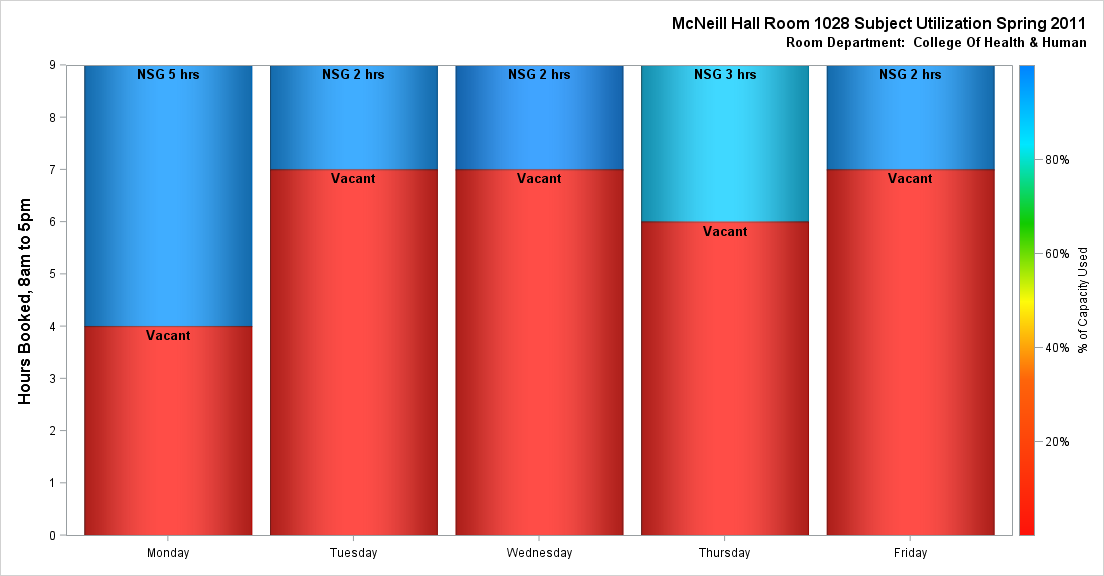 McNeill Hall Room 1028 Subject Utilization Spring 2011
Room Department:  College Of Health & Human
Hours Booked, 8am to 5pm
9
8
7
6
5
4
3
2
1
0
NSG 5 hrs
NSG 2 hrs
NSG 2 hrs
NSG 3 hrs
NSG 2 hrs
Vacant
Vacant
Vacant
Vacant
Vacant
Monday
Tuesday
Wednesday
Thursday
Friday
80%
60%
40%
20%
% of Capacity Used